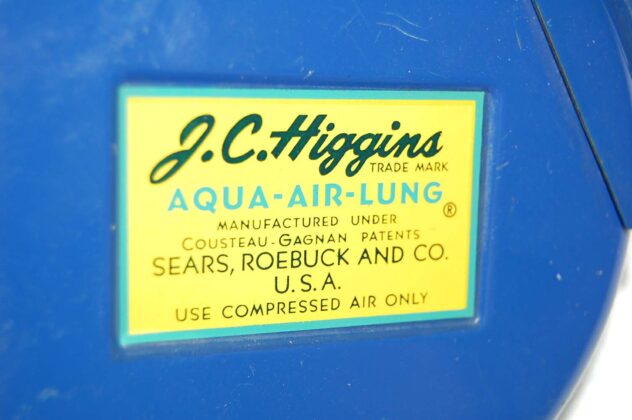 J.C. Higgins
TRADE MARK
AQUA-AIR-LUNG
®
MANUFACTURED UNDER
COUSTEAU-GAGNAN PATENTS
SEARS, ROEBUCK AND CO.
U.S.A.
USE COMPRESSED AIR ONLY